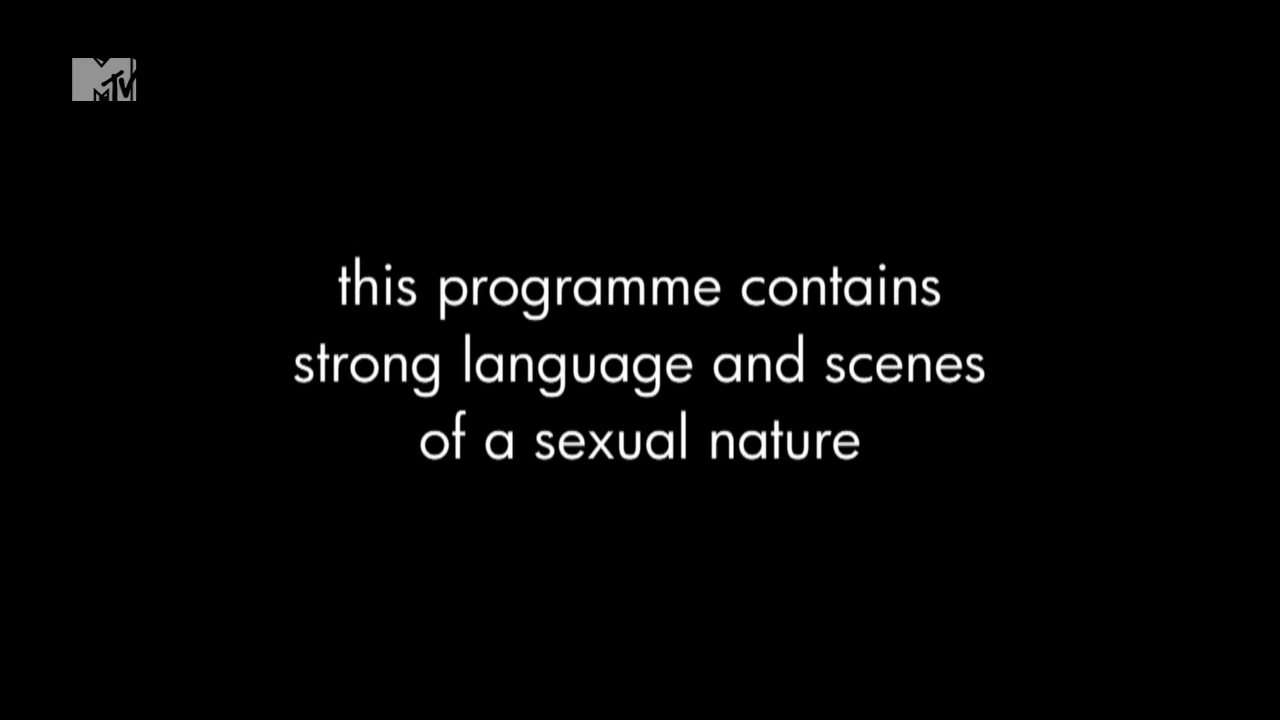 MTV
this programme contains
strong language and scenes
of a sexual nature